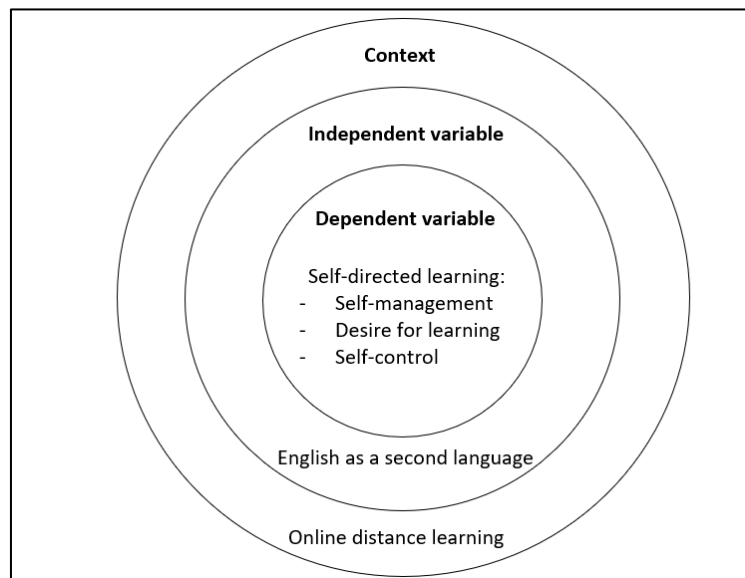 Context
Independent variable
Dependent variable
Self-directed learning:
- Self-management
- Desire for learning
- Self-control
English as a second language
Online distance learning